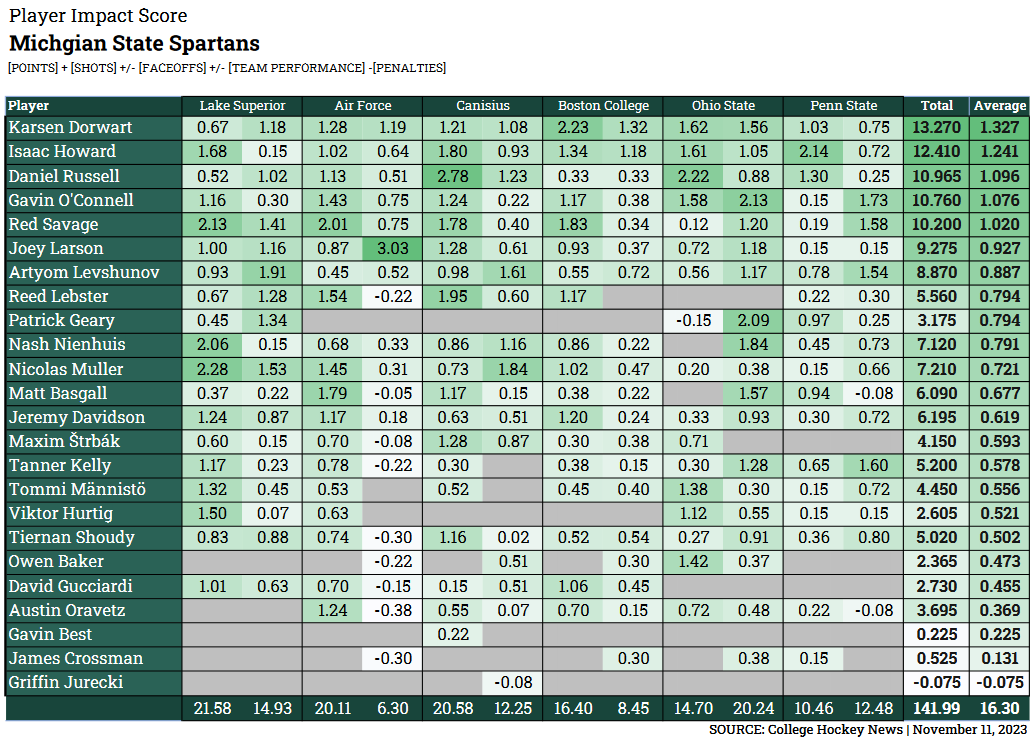 Player Impact Score
Michgian State Spartans
[POINTS] + [SHOTS] +/- [FACEOFFS] +/- [TEAM PERFORMANCE] -[PENALTIES]
Player Lake Superior Air Force Canisius Boston College Ohio State Penn State Total Average
Karsen Dorwart 0.67 1.18 1.28 1.19 1.21 1.08 2.23 1.32 1.62 1.56 1.03 0.75 13.270 1.327
Isaac Howard 1.68 0.15 1.02 0.64 1.80 0.93 1.34 1.18 1.61 1.05 2.14 0.72 12.410 1.241
Daniel Russell 0.52 1.02 1.13 0.51 2.78 1.23 0.33 0.33 2.22 0.88 1.30 0.25 10.965 1.096
Gavin O'Connell 1.16 0.30 1.43 0.75 1.24 0.22 1.17 0.38 1.58 2.13 0.15 1.73 10.760 1.076
Red Savage 2.13 1.41 2.01 0.75 1.78 0.40 1.83 0.34 0.12 1.20 0.19 1.58 10.200 1.020
Joey Larson 1.00 1.16 0.87 3.03 1.28 0.61 0.93 0.37 0.72 1.18 0.15 0.15 9.275 0.927
Artyom Levshunov 0.93 1.91 0.45 0.52 0.98 1.61 0.55 0.72 0.56 1.17 0.78 1.54 8.870 0.887
Reed Lebster 0.67 1.28 1.54 -0.22 1.95 0.60 1.17 0.22 0.30 5.560 0.794
Patrick Geary 0.45 1.34 -0.15 2.09 0.97 0.25 3.175 0.794
Nash Nienhuis 2.06 0.15 0.68 0.33 0.86 1.16 0.86 0.22 1.84 0.45 0.73 7.120 0.791
Nicolas Muller 2.28 1.53 1.45 0.31 0.73 1.84 1.02 0.47 0.20 0.38 0.15 0.66 7.210 0.721
Matt Basgall 0.37 0.22 1.79 -0.05 1.17 0.15 0.38 0.22 1.57 0.94 -0.08 6.090 0.677
Jeremy Davidson 1.24 0.87 1.17 0.18 0.63 0.51 1.20 0.24 0.33 0.93 0.30 0.72 6.195 0.619
Maxim Štrbák 0.60 0.15 0.70 -0.08 1.28 0.87 0.30 0.38 0.71 4.150 0.593
Tanner Kelly 1.17 0.23 0.78 -0.22 0.30 0.38 0.15 0.30 1.28 0.65 1.60 5.200 0.578
Tommi Männistö 1.32 0.45 0.53 0.52 0.45 0.40 1.38 0.30 0.15 0.72 4.450 0.556
Viktor Hurtig 1.50 0.07 0.63 1.12 0.55 0.15 0.15 2.605 0.521
Tiernan Shoudy 0.83 0.88 0.74 -0.30 1.16 0.02 0.52 0.54 0.27 0.91 0.36 0.80 5.020 0.502
Owen Baker -0.22 0.51 0.30 1.42 0.37 2.365 0.473
David Gucciardi 1.01 0.63 0.70 -0.15 0.15 0.51 1.06 0.45 2.730 0.455
Austin Oravetz 1.24 -0.38 0.55 0.07 0.70 0.15 0.72 0.48 0.22 -0.08 3.695 0.369
Gavin Best 0.22 0.225 0.225
James Crossman -0.30 0.30 0.38 0.15 0.525 0.131
Griffin Jurecki -0.08 -0.075 -0.075
21.58 14.93 20.11 6.30 20.58 12.25 16.40 8.45 14.70 20.24 10.46 12.48 141.99 16.30
SOURCE: College Hockey News | November 11, 2023